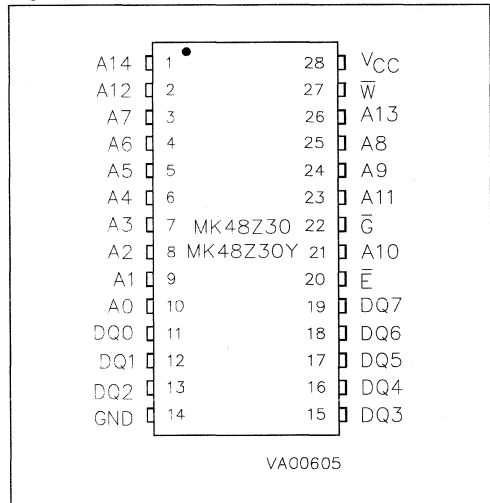 A14 1 28 VCC
A12 2 27 W̅
A7 3 26 A13
A6 4 25 A8
A5 5 24 A9
A4 6 23 A11
A3 7 MK48Z30 22 G̅
A2 8 MK48Z30Y 21 A10
A1 9 20 E̅
A0 10 19 DQ7
DQ0 11 18 DQ6
DQ1 12 17 DQ5
DQ2 13 16 DQ4
GND 14 15 DQ3
VA00605